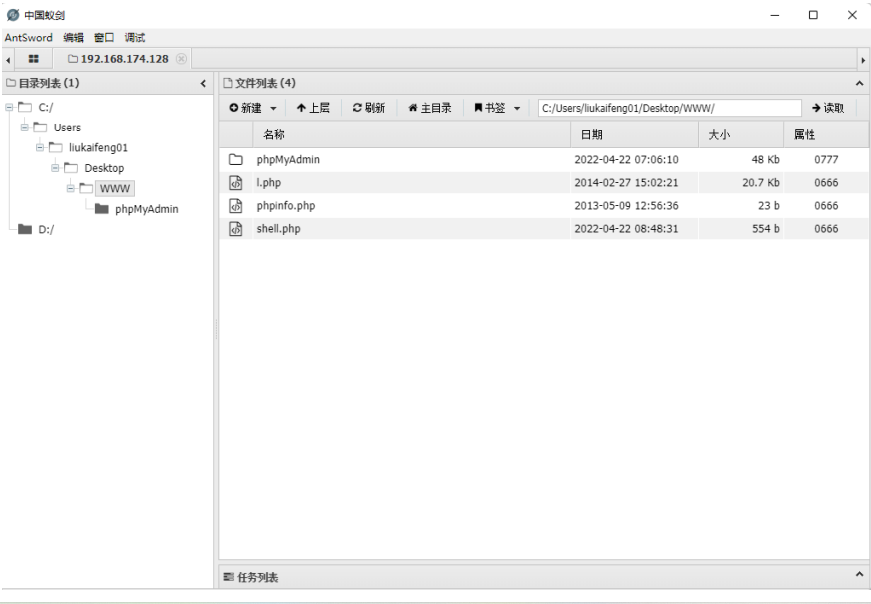 中国蚁剑
AntSword 编辑 窗口 调试
192.168.174.128
目录列表 (1)
C:/
Users
liukaifeng01
Desktop
WWW
phpMyAdmin
D:/
文件列表 (4)
新建 上层 刷新 主目录 书签 C:/Users/liukaifeng01/Desktop/WWW/ 读取
名称 日期 大小 属性
phpMyAdmin 2022-04-22 07:06:10 48 Kb 0777
l.php 2014-02-27 15:02:21 20.7 Kb 0666
phpinfo.php 2013-05-09 12:56:36 23 b 0666
shell.php 2022-04-22 08:48:31 554 b 0666
任务列表